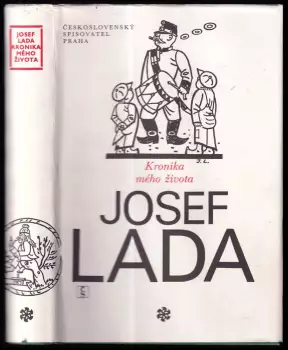 JOSEF
LADA
KRONIKA
MÉHO
ŽIVOTA
ČESKOSLOVENSKÝ
SPISOVATEL
PRAHA
J. L.
Kronika
mého života
JOSEF
LADA